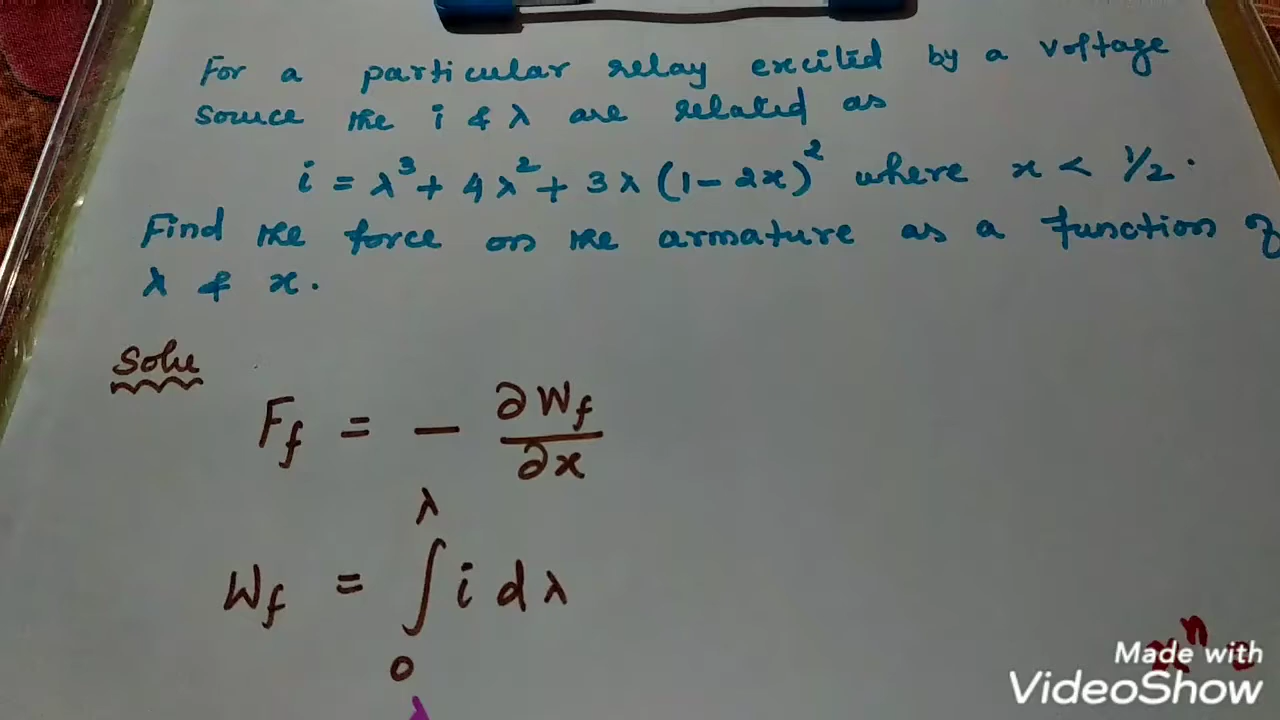 For a particular relay excited by a voltage
source the i & λ are related as
i = λ³ + 4λ² + 3λ (1 - 2x)² where x < 1/2.
Find the force on the armature as a function of
λ & x.
Solu
F_f = - ∂W_f / ∂x
W_f = ∫₀^λ i dλ
λ
Made with
VideoShow